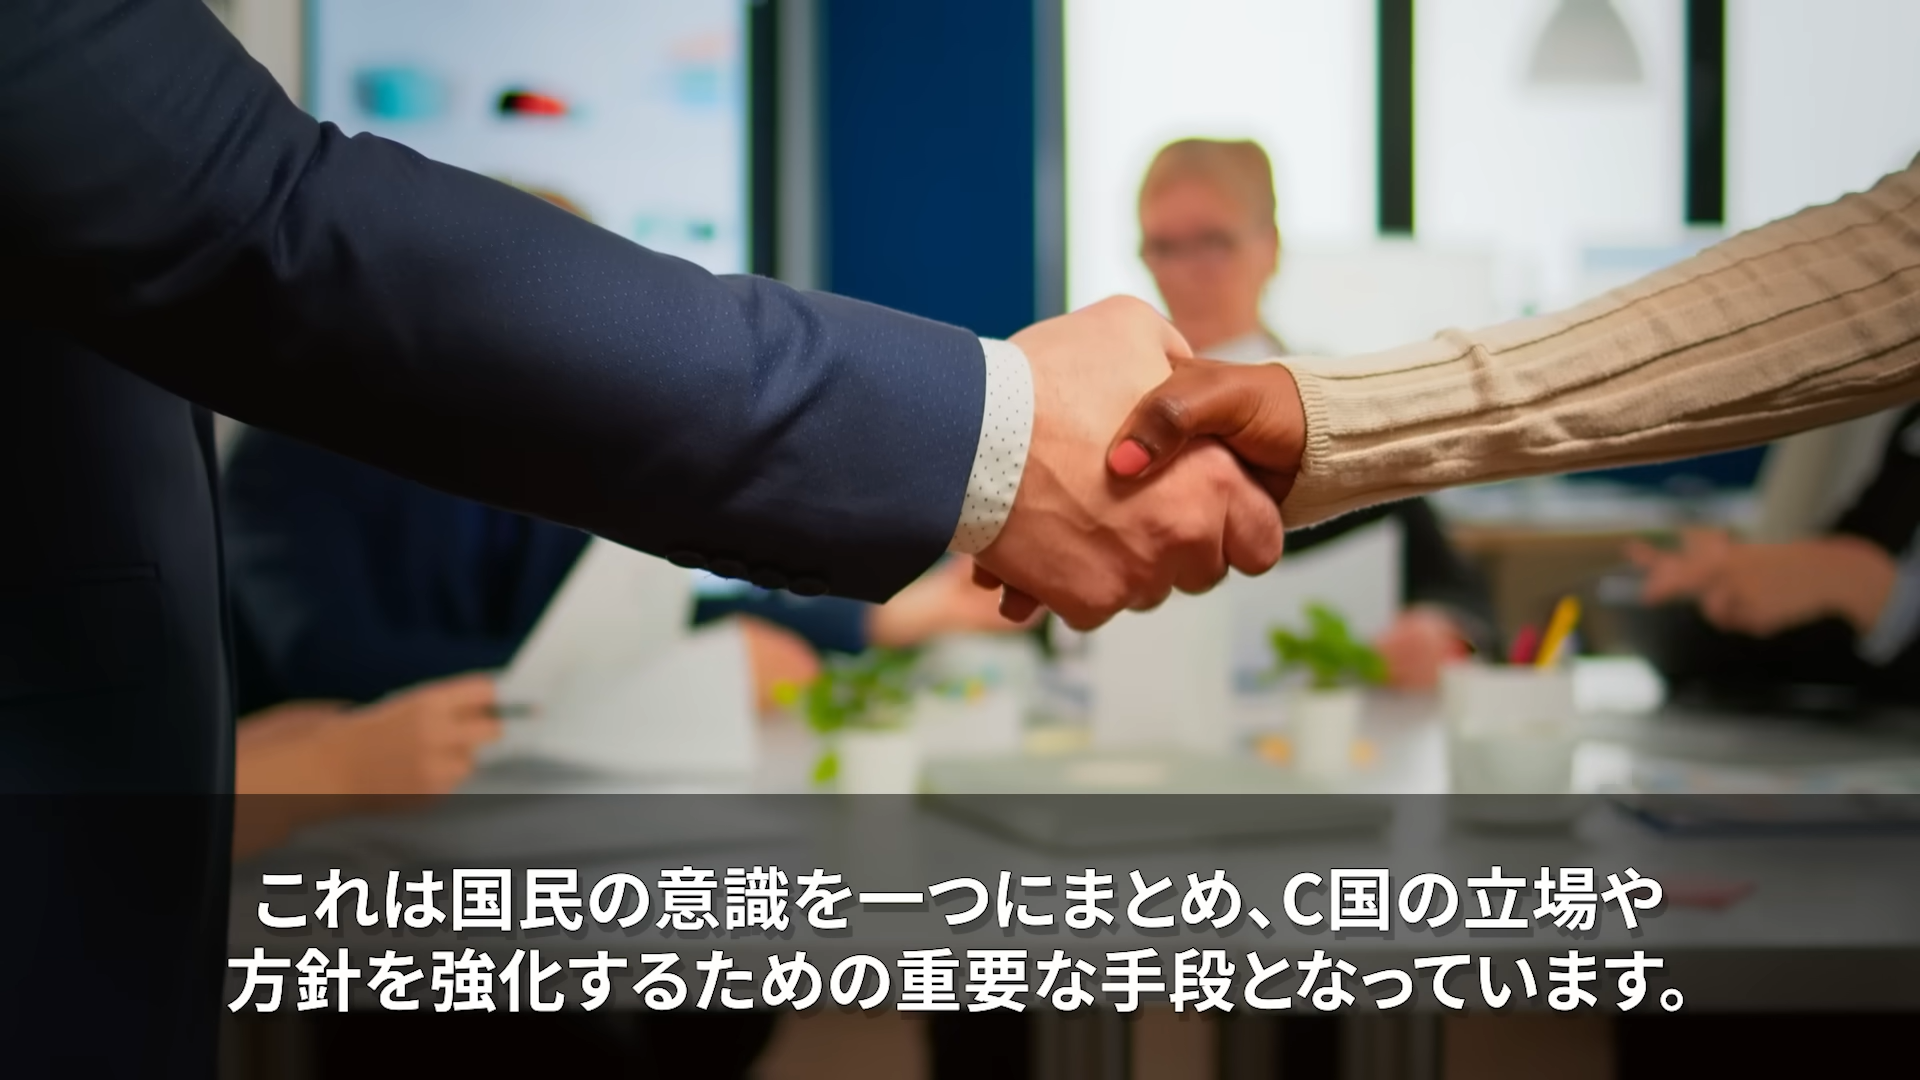 これは国民の意識を一つにまとめ、C国の立場や
方針を強化するための重要な手段となっています。